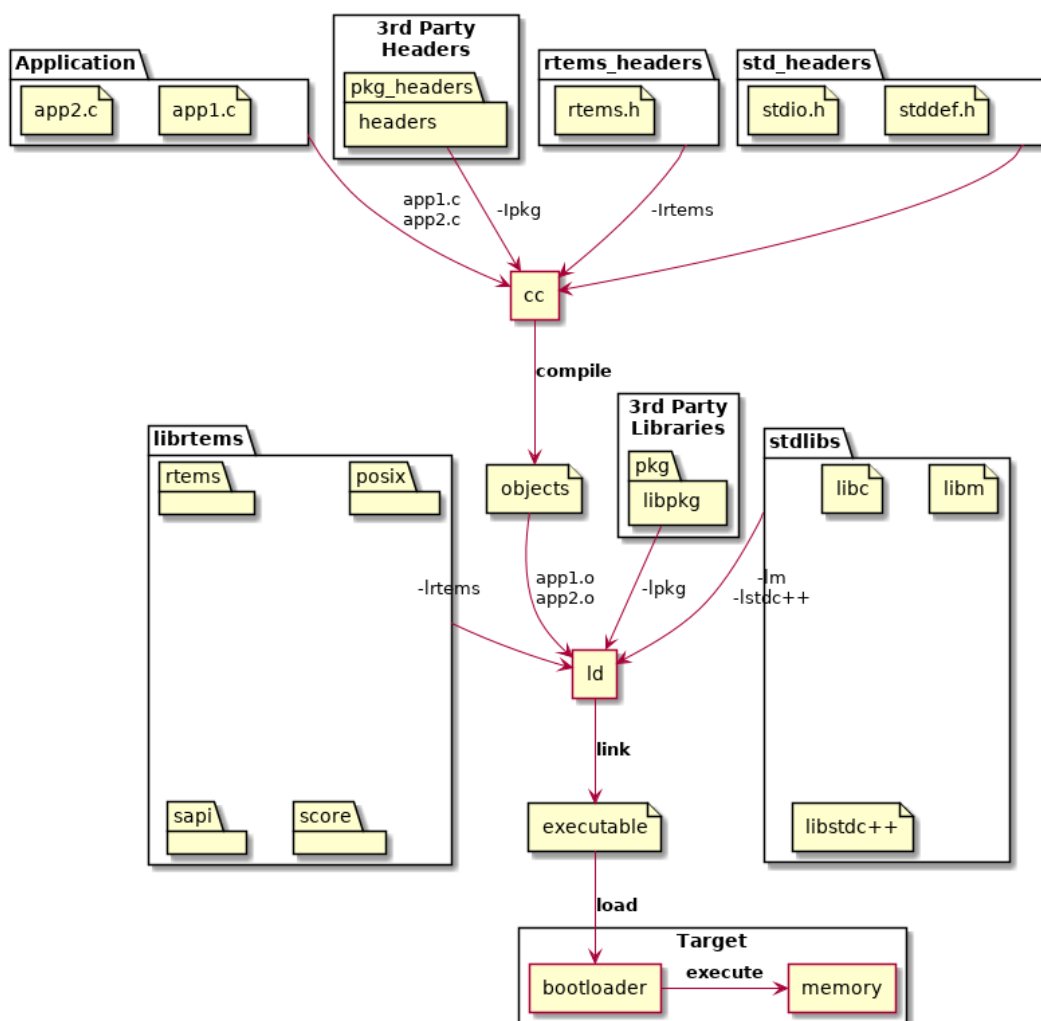 3rd Party
Headers
Application
rtems_headers
std_headers
pkg_headers
app2.c
app1.c
headers
rtems.h
stdio.h
stddef.h
app1.c
app2.c
-Ipkg
-Irtems
cc
compile
3rd Party
Libraries
librtems
stdlibs
rtems
posix
objects
pkg
libpkg
libc
libm
-lrtems
app1.o
app2.o
-lpkg
-lm
-lstdc++
ld
link
sapi
score
executable
libstdc++
load
Target
bootloader
execute
memory